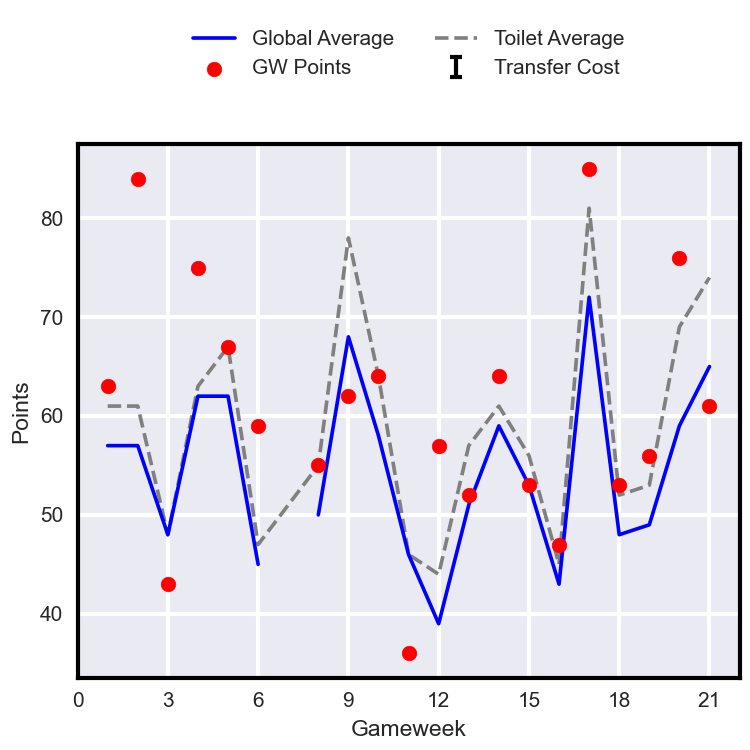 Global Average
Toilet Average
GW Points
Transfer Cost
Points
80
70
60
50
40
0 3 6 9 12 15 18 21
Gameweek